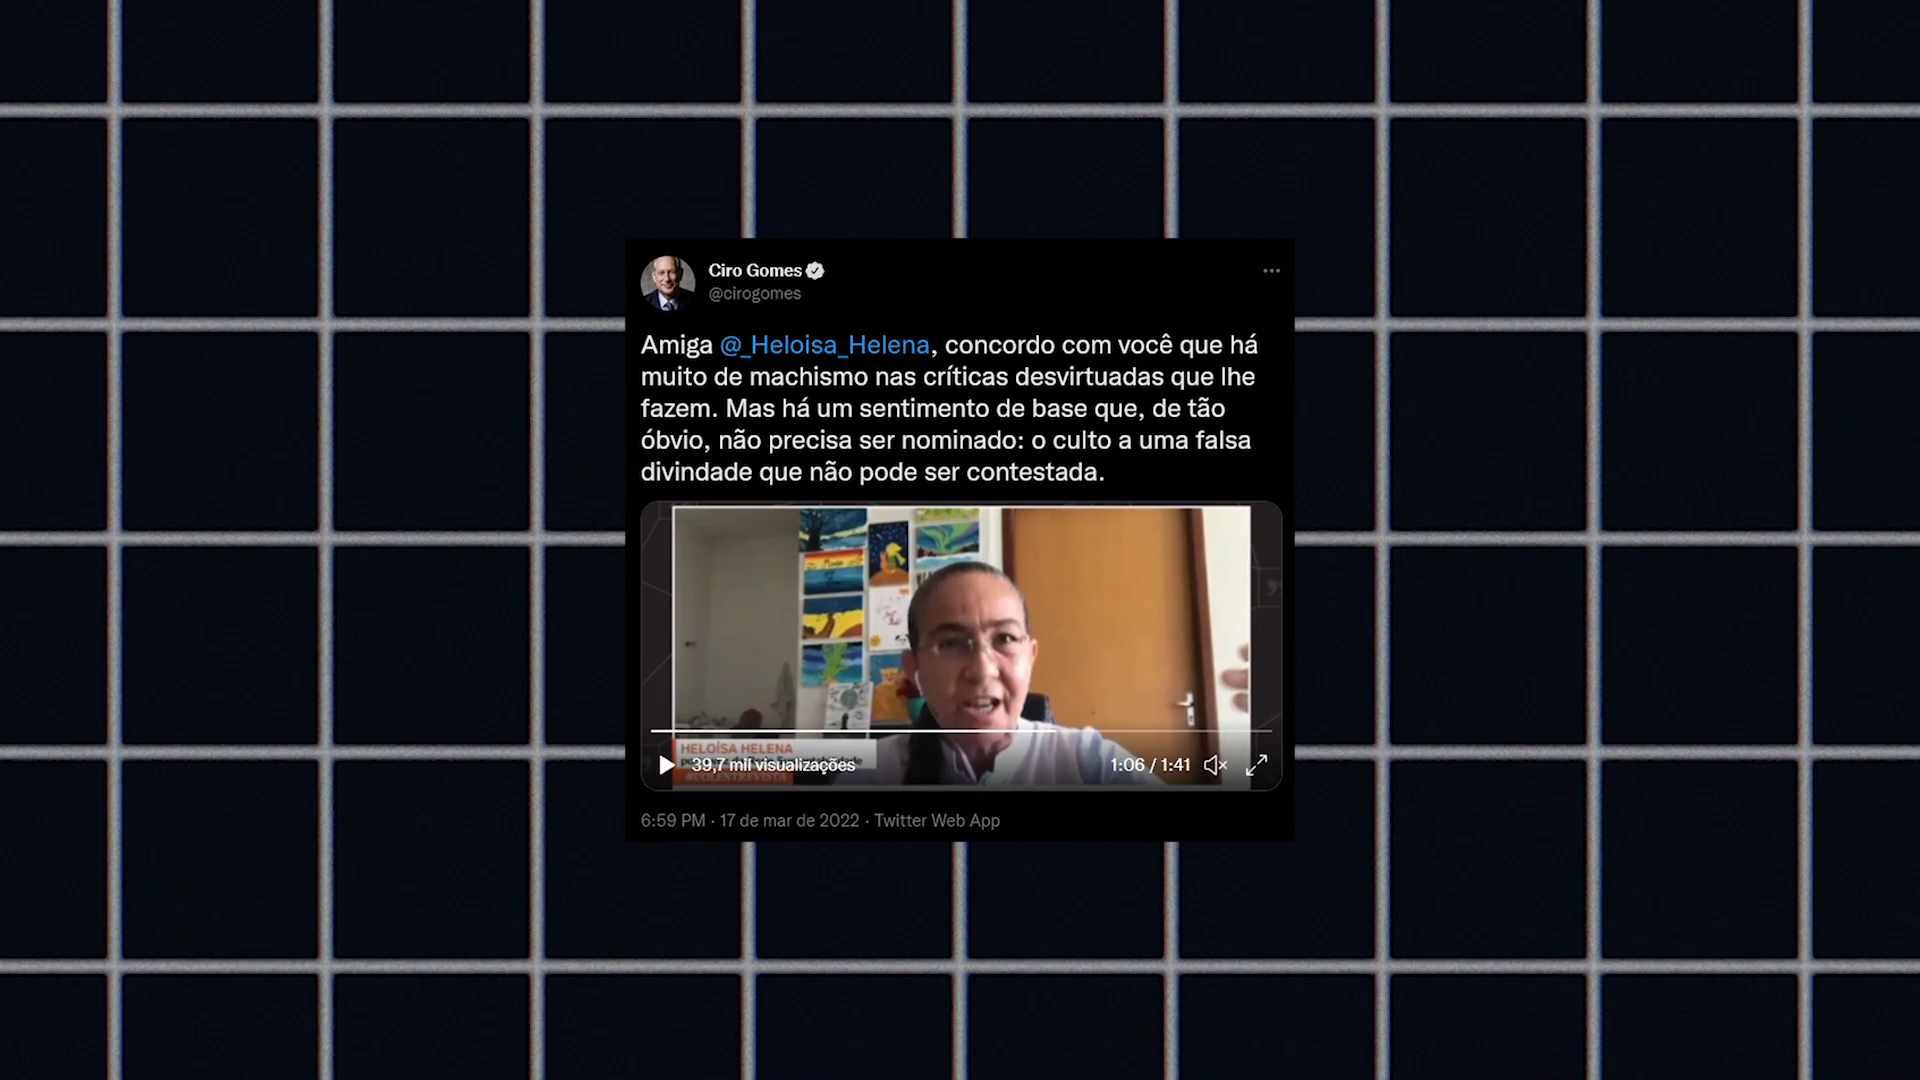 Ciro Gomes
@cirogomes
Amiga @_Heloisa_Helena, concordo com você que há
muito de machismo nas críticas desvirtuadas que lhe
fazem. Mas há um sentimento de base que, de tão
óbvio, não precisa ser nominado: o culto a uma falsa
divindade que não pode ser contestada.
HELOÍSA HELENA
39,7 mil visualizações
1:06 / 1:41
#UOLENTREVISTA
6:59 PM · 17 de mar de 2022 · Twitter Web App